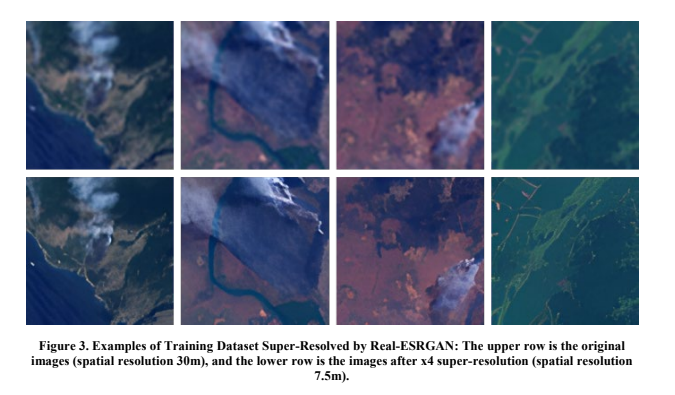 Figure 3. Examples of Training Dataset Super-Resolved by Real-ESRGAN: The upper row is the original
images (spatial resolution 30m), and the lower row is the images after x4 super-resolution (spatial resolution
7.5m).